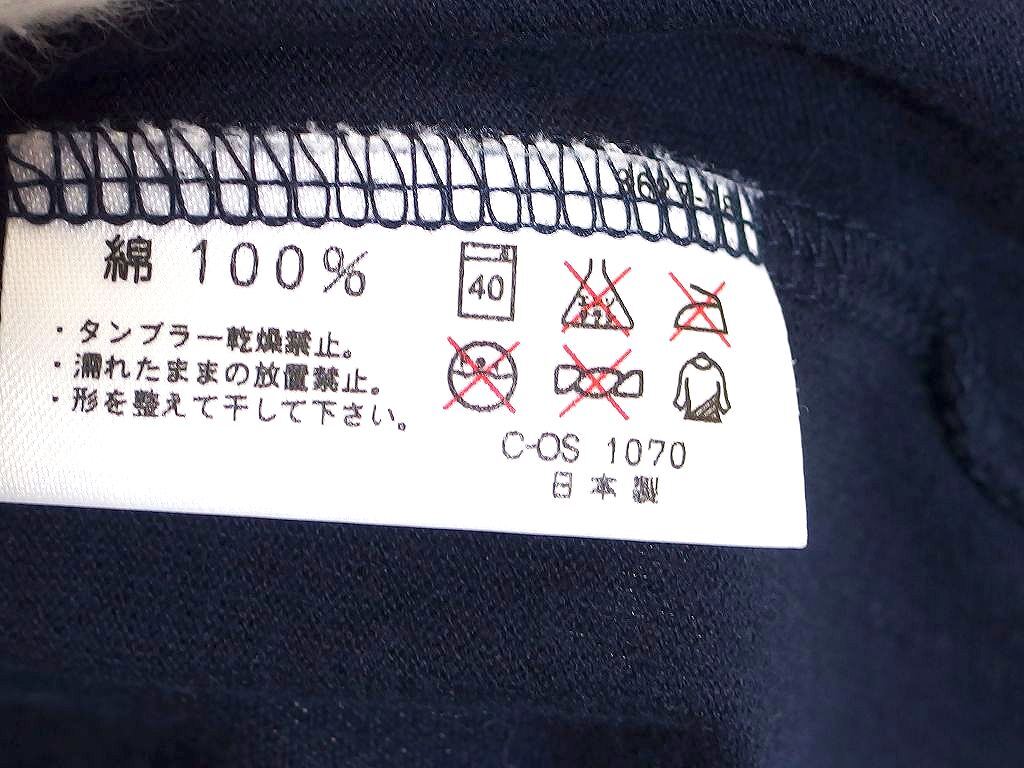 綿 100%
40
・タンブラー乾燥禁止。
・濡れたままの放置禁止。
・形を整えて干して下さい。
C-OS 1070
日本製